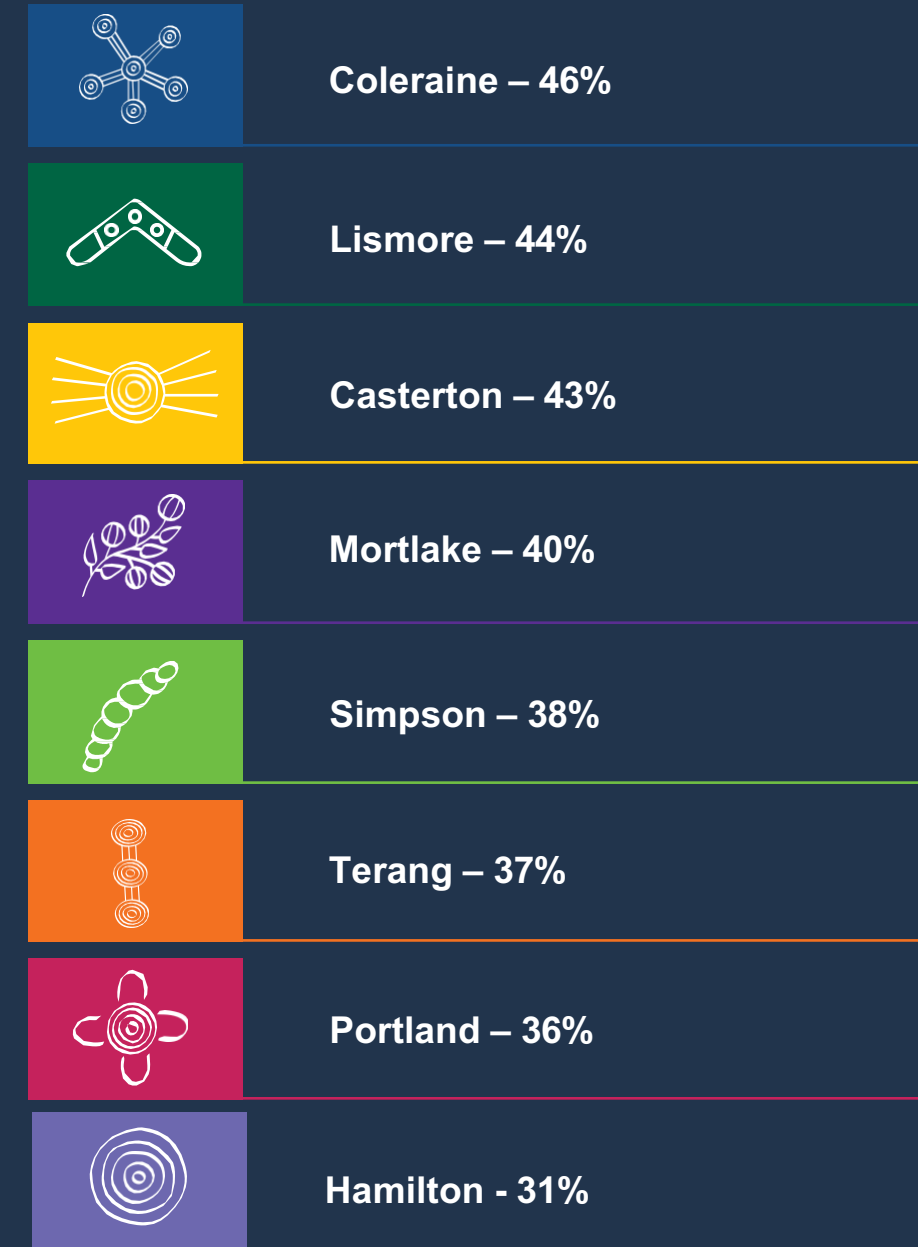 Coleraine – 46%
Lismore – 44%
Casterton – 43%
Mortlake – 40%
Simpson – 38%
Terang – 37%
Portland – 36%
Hamilton - 31%